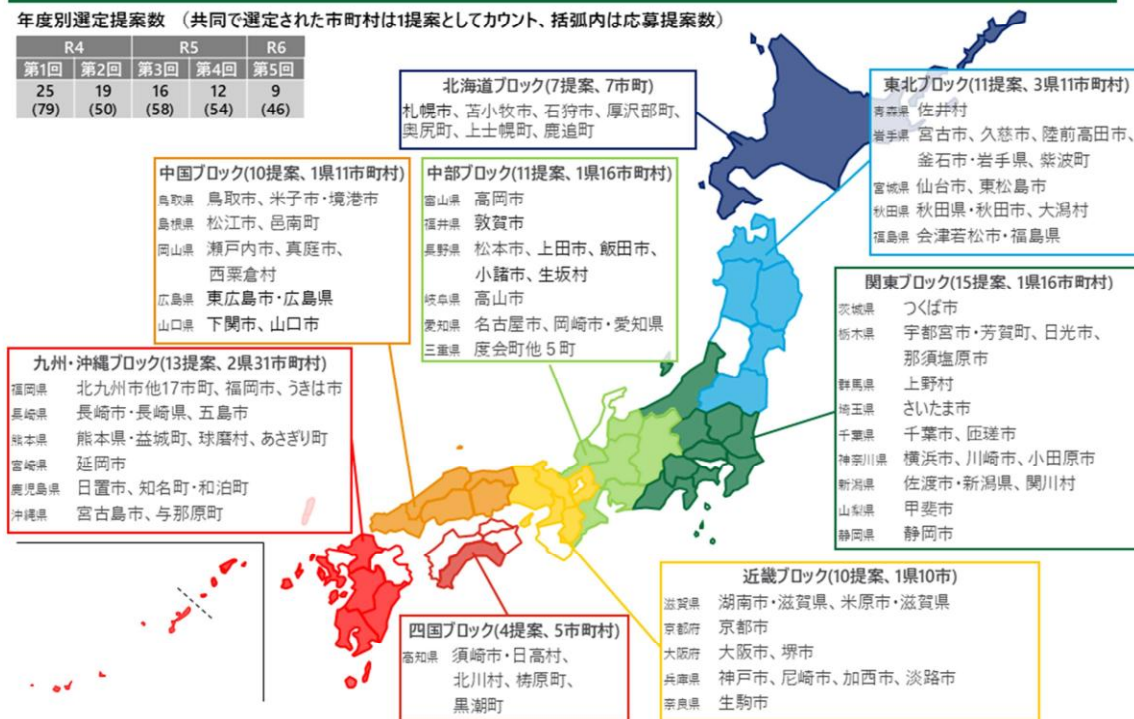 年度別選定提案数 (共同で選定された市町村は1提案としてカウント、括弧内は応募提案数)
R4 R5 R6
第1回 第2回 第3回 第4回 第5回
25 19 16 12 9
(79) (50) (58) (54) (46)
北海道ブロック(7提案、7市町)
札幌市、苫小牧市、石狩市、厚沢部町、
奥尻町、上士幌町、鹿追町
東北ブロック(11提案、3県11市町村)
青森県 佐井村
岩手県 宮古市、久慈市、陸前高田市、
釜石市・岩手県、紫波町
宮城県 仙台市、東松島市
秋田県 秋田県・秋田市、大潟村
福島県 会津若松市・福島県
中国ブロック(10提案、1県11市町村)
鳥取県 鳥取市、米子市・境港市
島根県 松江市、邑南町
岡山県 瀬戸内市、真庭市、
西粟倉村
広島県 東広島市・広島県
山口県 下関市、山口市
中部ブロック(11提案、1県16市町村)
富山県 高岡市
福井県 敦賀市
長野県 松本市、上田市、飯田市、
小諸市、生坂村
岐阜県 高山市
愛知県 名古屋市、岡崎市・愛知県
三重県 度会町他5町
関東ブロック(15提案、1県16市町村)
茨城県 つくば市
栃木県 宇都宮市・芳賀町、日光市、
那須塩原市
群馬県 上野村
埼玉県 さいたま市
千葉県 千葉市、匝瑳市
神奈川県 横浜市、川崎市、小田原市
新潟県 佐渡市・新潟県、関川村
山梨県 甲斐市
静岡県 静岡市
九州・沖縄ブロック(13提案、2県31市町村)
福岡県 北九州市他17市町、福岡市、うきは市
長崎県 長崎市・長崎県、五島市
熊本県 熊本県・益城町、球磨村、あさぎり町
宮崎県 延岡市
鹿児島県 日置市、知名町・和泊町
沖縄県 宮古島市、与那原町
四国ブロック(4提案、5市町村)
高知県 須崎市・日高村、
北川村、梼原町、
黒潮町
近畿ブロック(10提案、1県10市)
滋賀県 湖南市・滋賀県、米原市・滋賀県
京都府 京都市
大阪府 大阪市、堺市
兵庫県 神戸市、尼崎市、加西市、淡路市
奈良県 生駒市